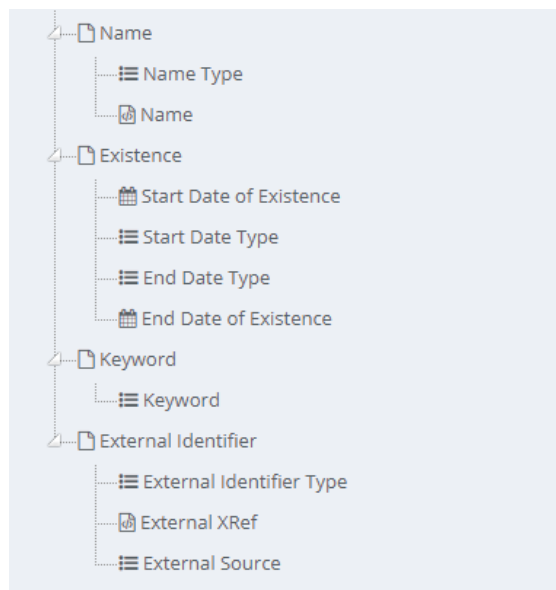 Name
Name Type
Name
Existence
Start Date of Existence
Start Date Type
End Date Type
End Date of Existence
Keyword
Keyword
External Identifier
External Identifier Type
External XRef
External Source